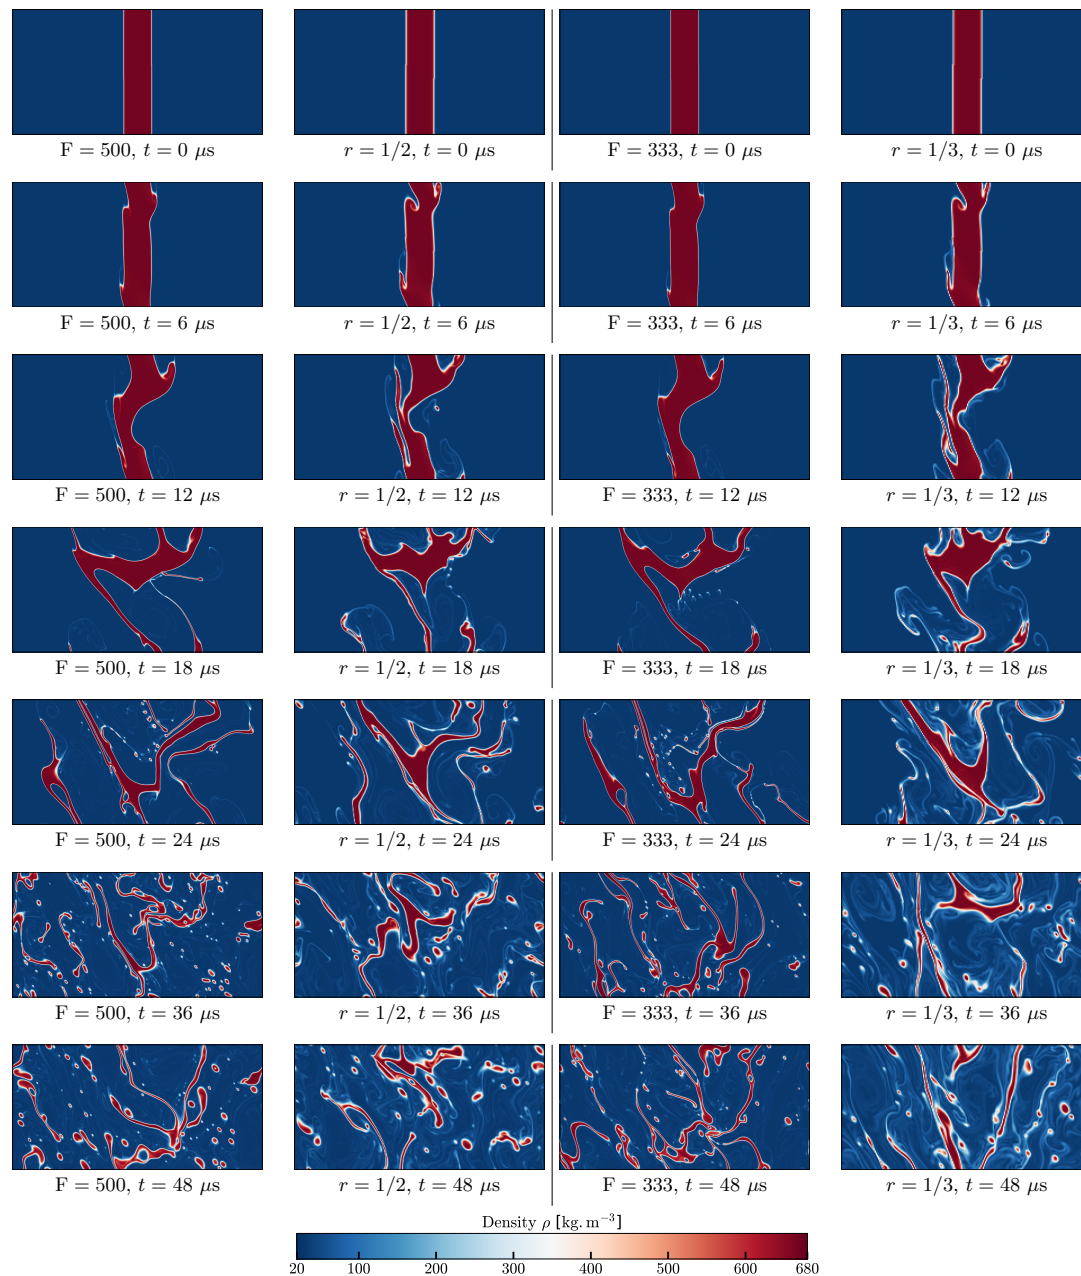 F = 500, t = 0 μs r = 1/2, t = 0 μs F = 333, t = 0 μs r = 1/3, t = 0 μs
F = 500, t = 6 μs r = 1/2, t = 6 μs F = 333, t = 6 μs r = 1/3, t = 6 μs
F = 500, t = 12 μs r = 1/2, t = 12 μs F = 333, t = 12 μs r = 1/3, t = 12 μs
F = 500, t = 18 μs r = 1/2, t = 18 μs F = 333, t = 18 μs r = 1/3, t = 18 μs
F = 500, t = 24 μs r = 1/2, t = 24 μs F = 333, t = 24 μs r = 1/3, t = 24 μs
F = 500, t = 36 μs r = 1/2, t = 36 μs F = 333, t = 36 μs r = 1/3, t = 36 μs
F = 500, t = 48 μs r = 1/2, t = 48 μs F = 333, t = 48 μs r = 1/3, t = 48 μs
Density ρ [kg.m⁻³]
20 100 200 300 400 500 600 680